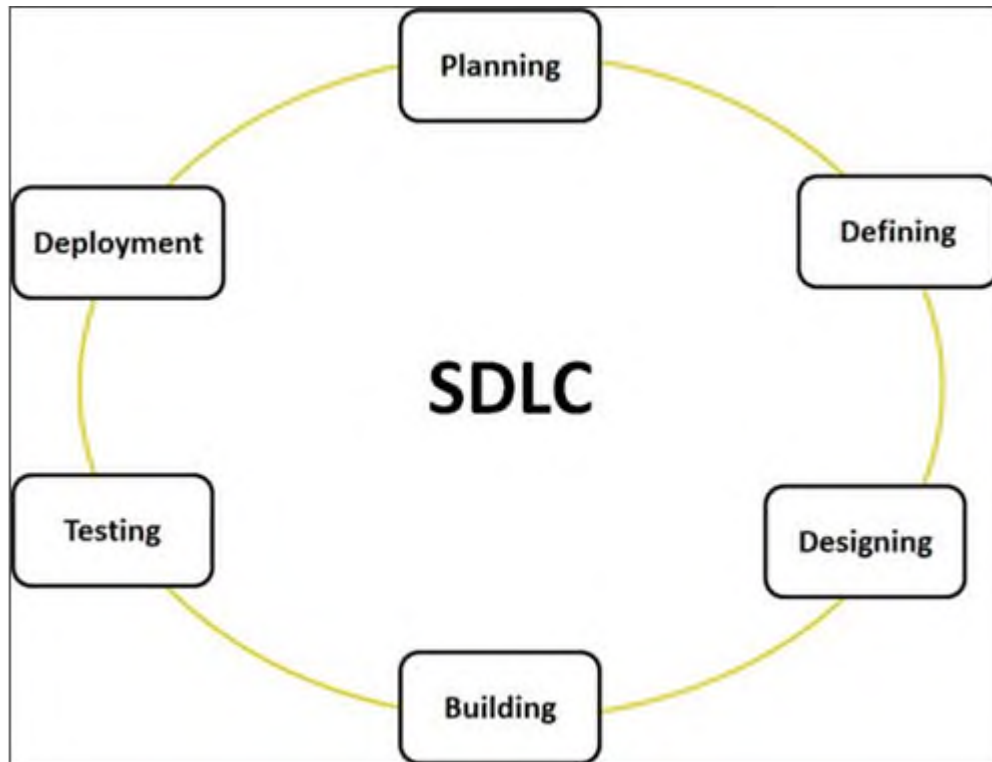 Planning
Defining
Designing
Building
Testing
Deployment
SDLC